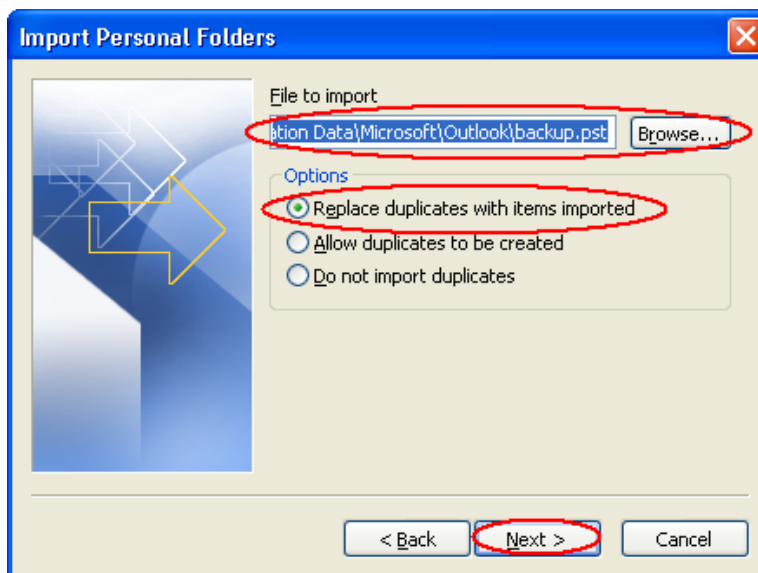 Import Personal Folders
File to import
ation Data\Microsoft\Outlook\backup.pst
Browse...
Options
Replace duplicates with items imported
Allow duplicates to be created
Do not import duplicates
< Back
Next >
Cancel